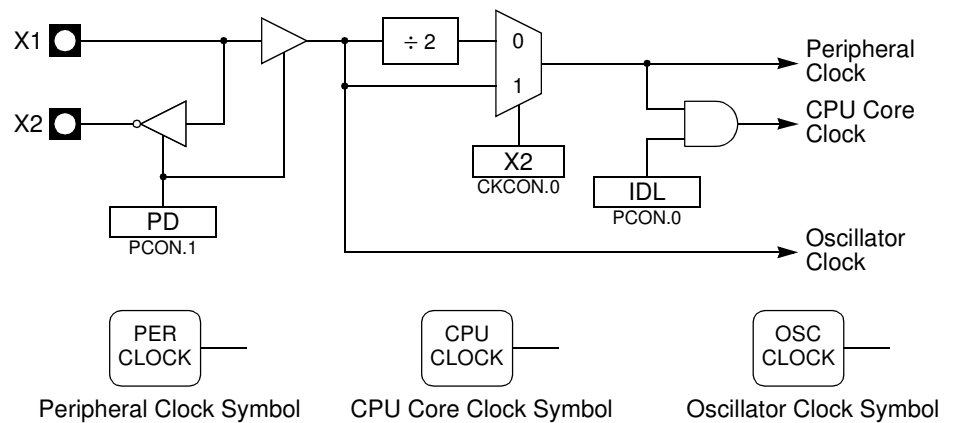 X1
÷ 2
0
1
Peripheral
Clock
X2
CPU Core
Clock
X2
CKCON.0
IDL
PCON.0
PD
PCON.1
Oscillator
Clock
PER
CLOCK
CPU
CLOCK
OSC
CLOCK
Peripheral Clock Symbol
CPU Core Clock Symbol
Oscillator Clock Symbol